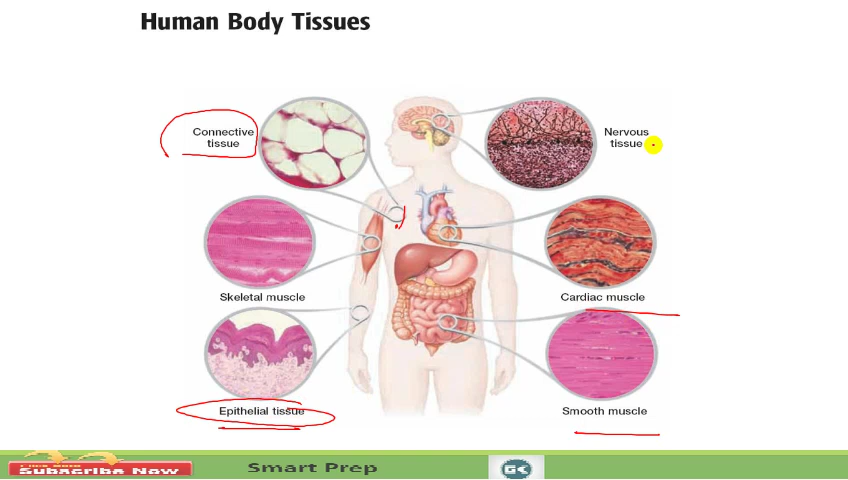 Human Body Tissues
Connective
tissue
Nervous
tissue
Skeletal muscle
Cardiac muscle
Epithelial tissue
Smooth muscle
Subscribe Now
Smart Prep
GK